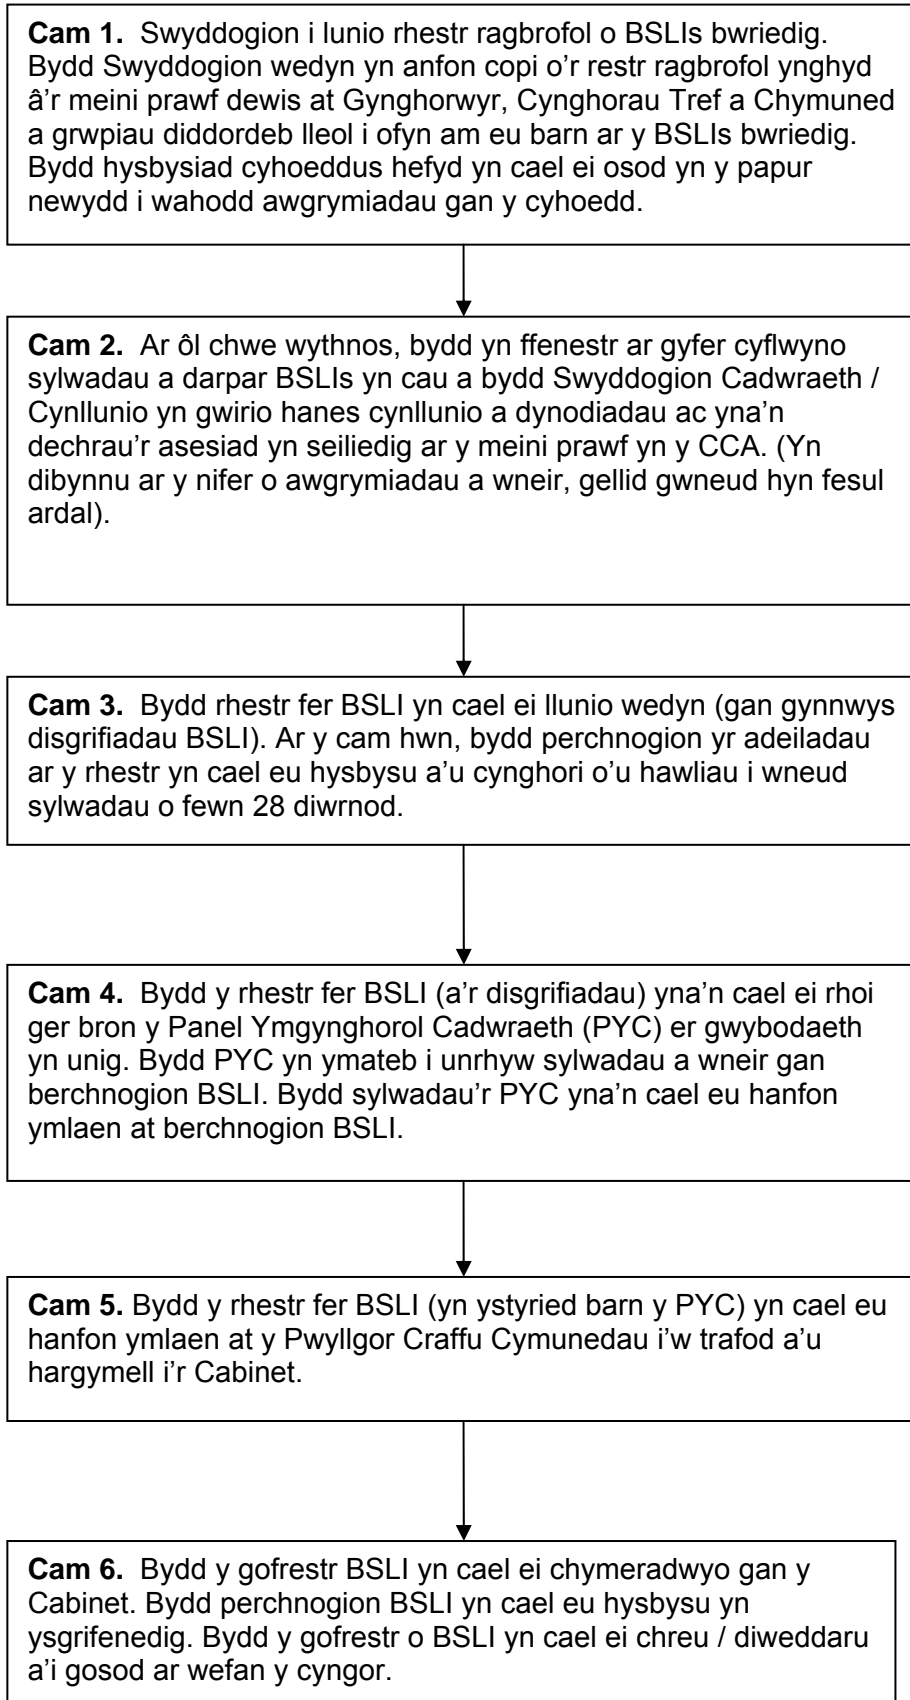 Cam 1. Swyddogion i lunio rhestr ragbrofol o BSLIs bwriedig.
Bydd Swyddogion wedyn yn anfon copi o'r restr ragbrofol ynghyd
â'r meini prawf dewis at Gynghorwyr, Cynghorau Tref a Chymuned
a grwpiau diddordeb lleol i ofyn am eu barn ar y BSLIs bwriedig.
Bydd hysbysiad cyhoeddus hefyd yn cael ei osod yn y papur
newydd i wahodd awgrymiadau gan y cyhoedd.
Cam 2. Ar ôl chwe wythnos, bydd yn ffenestr ar gyfer cyflwyno
sylwadau a darpar BSLIs yn cau a bydd Swyddogion Cadwraeth /
Cynllunio yn gwirio hanes cynllunio a dynodiadau ac yna'n
dechrau'r asesiad yn seiliedig ar y meini prawf yn y CCA. (Yn
dibynnu ar y nifer o awgrymiadau a wneir, gellid gwneud hyn fesul
ardal).
Cam 3. Bydd rhestr fer BSLI yn cael ei llunio wedyn (gan gynnwys
disgrifiadau BSLI). Ar y cam hwn, bydd perchnogion yr adeiladau
ar y rhestr yn cael eu hysbysu a'u cynghori o'u hawliau i wneud
sylwadau o fewn 28 diwrnod.
Cam 4. Bydd y rhestr fer BSLI (a'r disgrifiadau) yna'n cael ei rhoi
ger bron y Panel Ymgynghorol Cadwraeth (PYC) er gwybodaeth
yn unig. Bydd PYC yn ymateb i unrhyw sylwadau a wneir gan
berchnogion BSLI. Bydd sylwadau'r PYC yna'n cael eu hanfon
ymlaen at berchnogion BSLI.
Cam 5. Bydd y rhestr fer BSLI (yn ystyried barn y PYC) yn cael eu
hanfon ymlaen at y Pwyllgor Craffu Cymunedau i'w trafod a'u
hargymell i'r Cabinet.
Cam 6. Bydd y gofrestr BSLI yn cael ei chymeradwyo gan y
Cabinet. Bydd perchnogion BSLI yn cael eu hysbysu yn
ysgrifenedig. Bydd y gofrestr o BSLI yn cael ei chreu / diweddaru
a'i gosod ar wefan y cyngor.